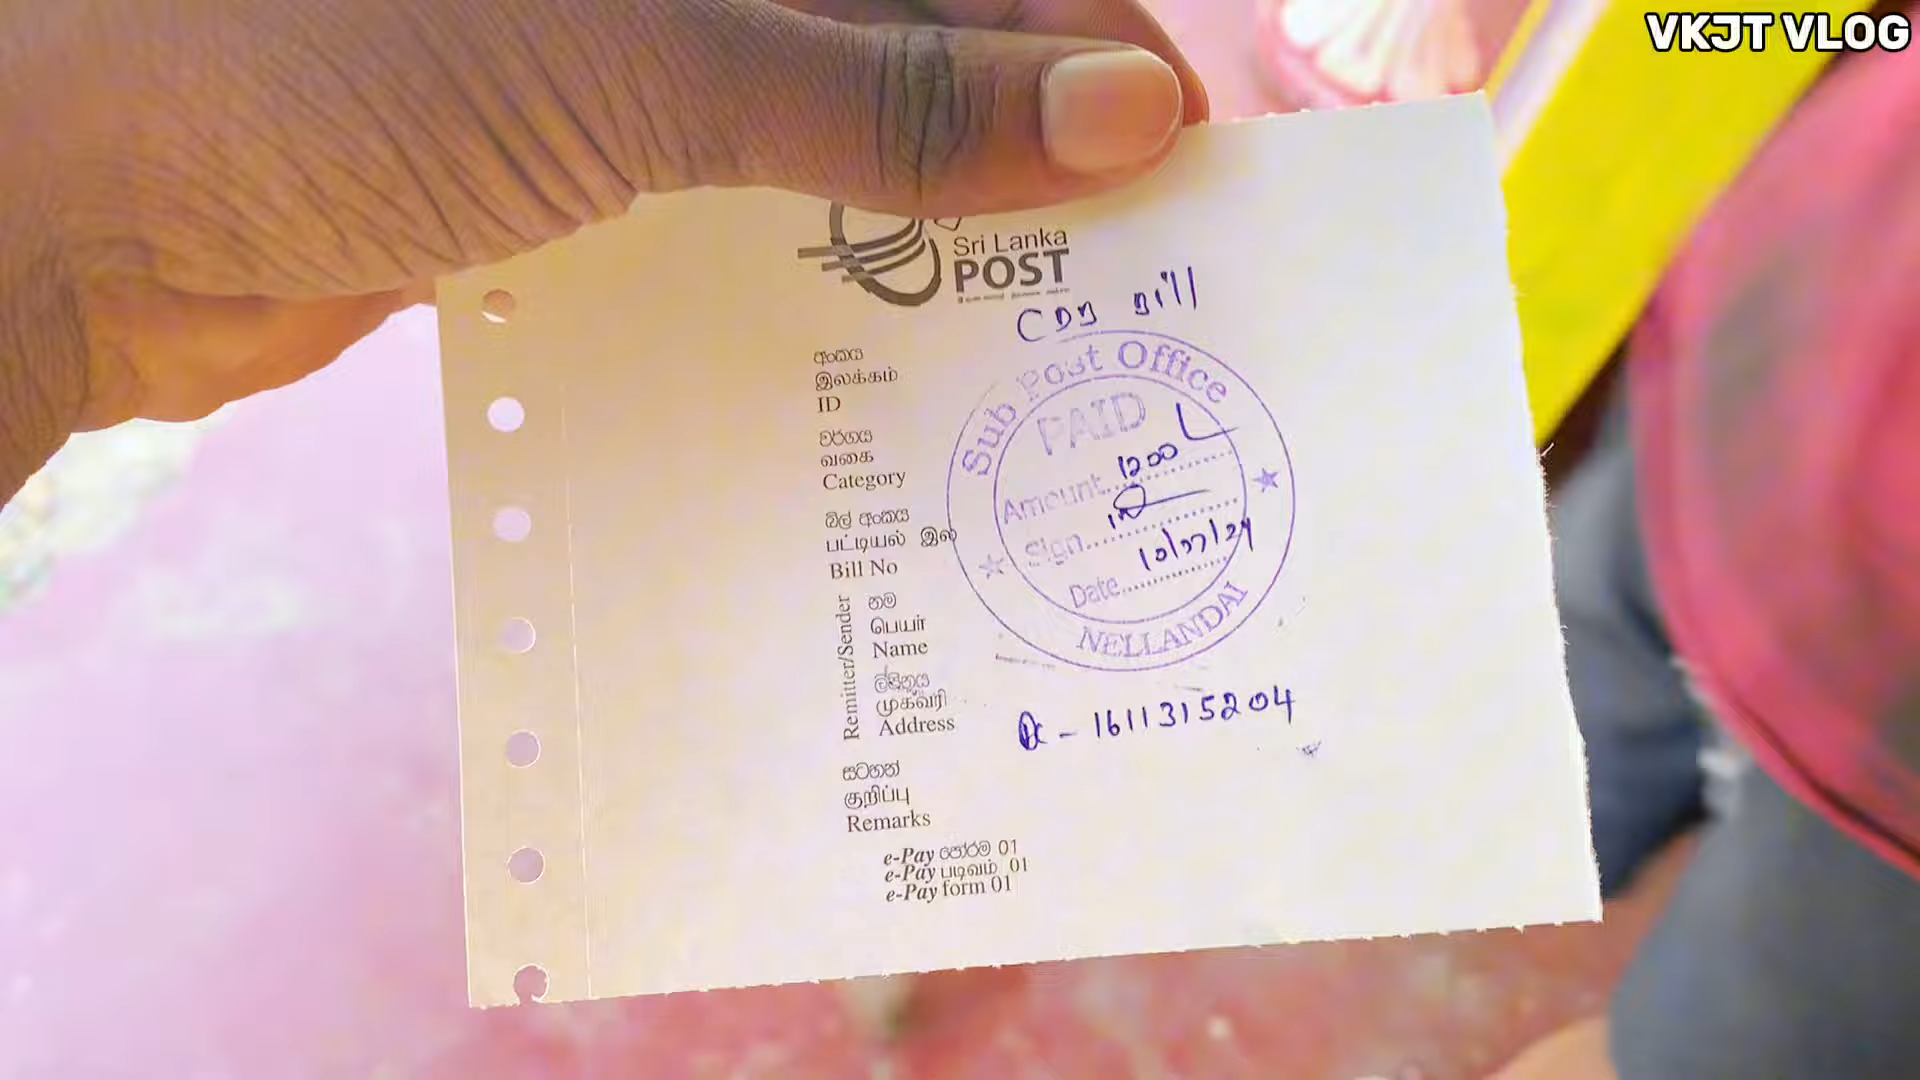 VKJT VLOG
Sri Lanka
POST
CDB Bill
අංකය
இலக்கம்
ID
වර්ගය
வகை
Category
බිල් අංකය
பட்டியல் இல
Bill No
Remitter/Sender
නම
பெயர்
Name
ලිපිනය
முகவரி
Address
සටහන්
குறிப்பு
Remarks
e-Pay පෝරම 01
e-Pay படிவம் 01
e-Pay form 01
Sub Post Office
PAID
Amount 1200
Sign
Date 10/07/24
NELLANDAI
- 1611315204